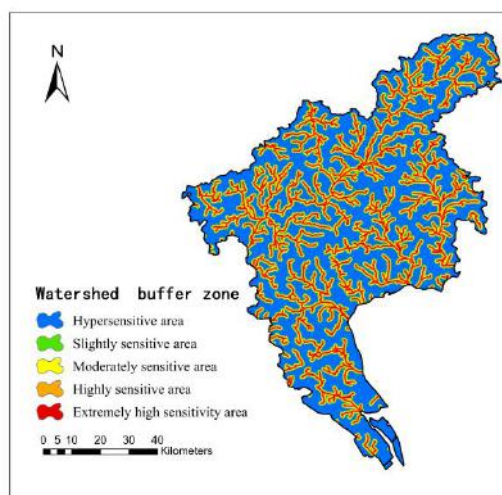 N
Watershed buffer zone
Hypersensitive area
Slightly sensitive area
Moderately sensitive area
Highly sensitive area
Extremely high sensitivity area
0 5 10 20 30 40
Kilometers